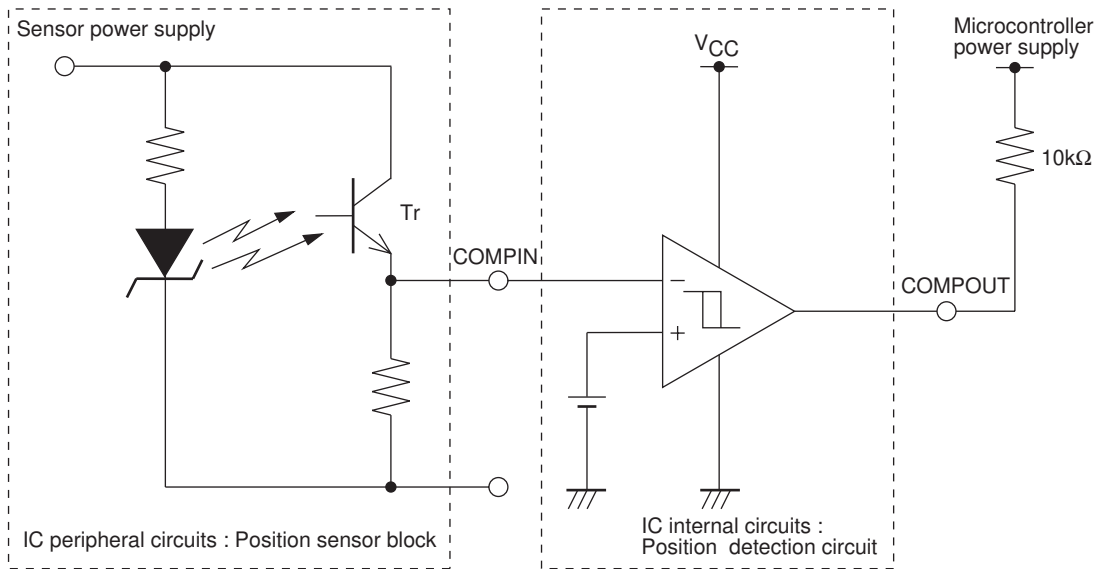 Sensor power supply
Tr
COMPIN
IC peripheral circuits : Position sensor block
VCC
−
+
IC internal circuits :
Position detection circuit
COMPOUT
Microcontroller
power supply
10kΩ